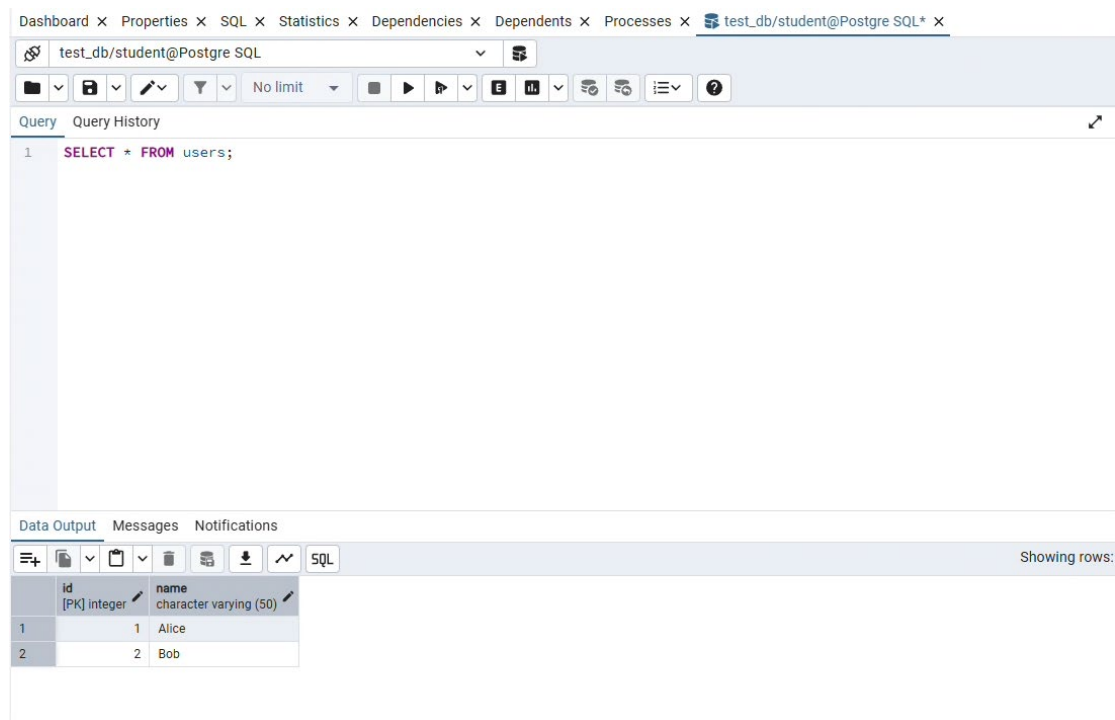 Dashboard X Properties X SQL X Statistics X Dependencies X Dependents X Processes X test_db/student@Postgre SQL* X
test_db/student@Postgre SQL
No limit
E
Query Query History
1 SELECT * FROM users;
Data Output Messages Notifications
SQL Showing rows:
id name
[PK] integer character varying (50)
1 1 Alice
2 2 Bob